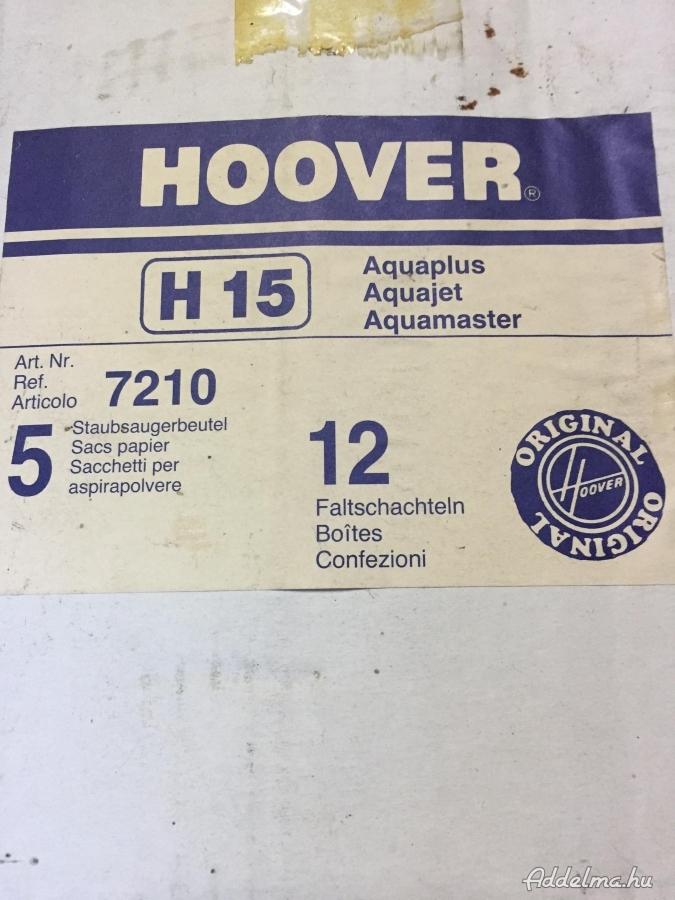 HOOVER®
H 15
Aquaplus
Aquajet
Aquamaster
Art. Nr.
Ref.
Articolo
7210
5
Staubsaugerbeutel
Sacs papier
Sacchetti per
aspirapolvere
12
Faltschachteln
Boîtes
Confezioni
ORIGINAL
HOOVER
ORIGINAL
ORIGINAL
Addelma.hu